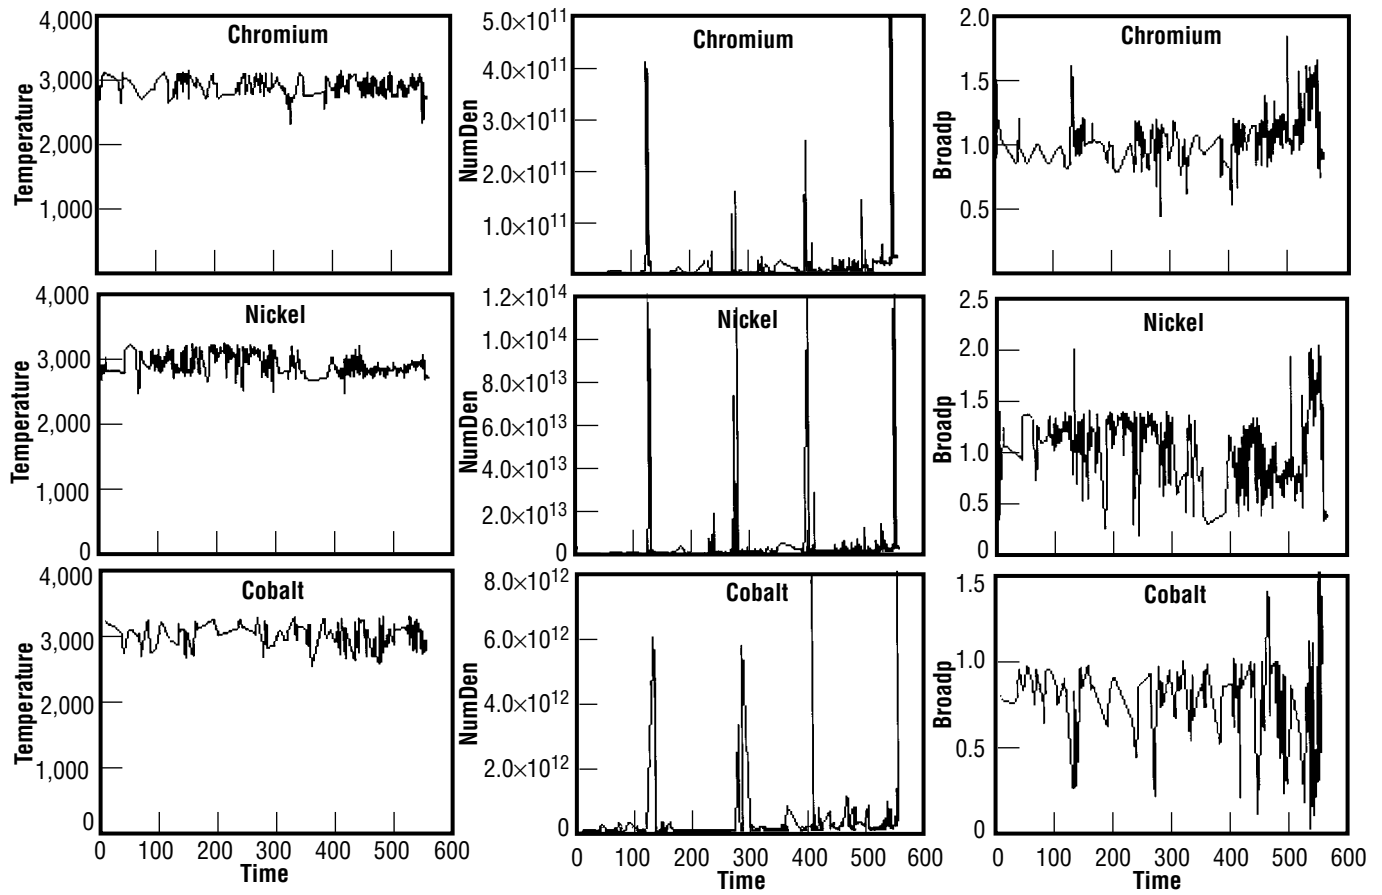 4,000
3,000
2,000
1,000
0
Temperature
Chromium
5.0×10¹¹
4.0×10¹¹
3.0×10¹¹
2.0×10¹¹
1.0×10¹¹
NumDen
Chromium
2.0
1.5
1.0
0.5
Broadp
Chromium
4,000
3,000
2,000
1,000
0
Temperature
Nickel
1.2×10¹⁴
1.0×10¹⁴
8.0×10¹³
6.0×10¹³
4.0×10¹³
2.0×10¹³
0
NumDen
Nickel
2.5
2.0
1.5
1.0
0.5
0
Broadp
Nickel
4,000
3,000
2,000
1,000
0
Temperature
Cobalt
0 100 200 300 400 500 600
Time
8.0×10¹²
6.0×10¹²
4.0×10¹²
2.0×10¹²
0
NumDen
Cobalt
0 100 200 300 400 500 600
Time
1.5
1.0
0.5
0
Broadp
Cobalt
0 100 200 300 400 500 600
Time